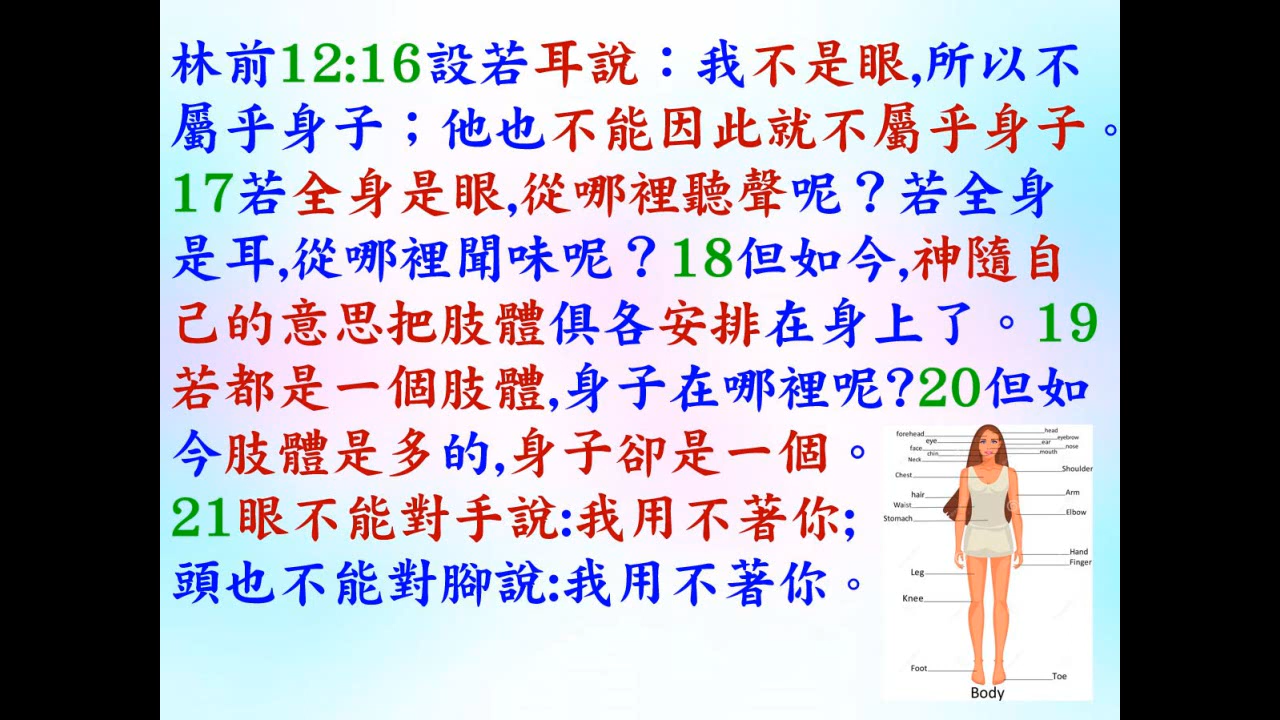 林前12:16設若耳說：我不是眼,所以不
屬乎身子；他也不能因此就不屬乎身子。
17若全身是眼,從哪裡聽聲呢？若全身
是耳,從哪裡聞味呢？18但如今,神隨自
己的意思把肢體俱各安排在身上了。19
若都是一個肢體,身子在哪裡呢?20但如
今肢體是多的,身子卻是一個。
21眼不能對手說:我用不著你;
頭也不能對腳說:我用不著你。
forehead
eye
face
chin
Neck
Chest
hair
Waist
Stomach
Leg
Knee
Foot
head
eyebrow
ear
nose
mouth
Shoulder
Arm
Elbow
Hand
Finger
Toe
Body